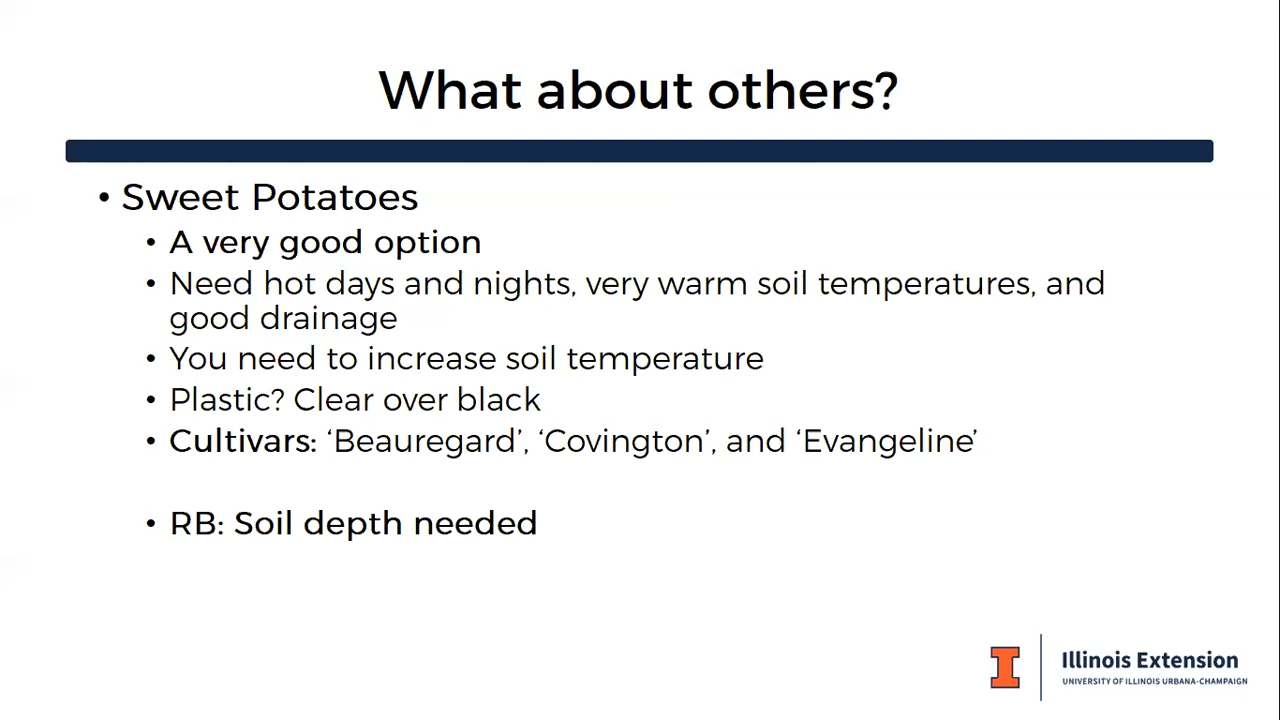 What about others?
• Sweet Potatoes
• A very good option
• Need hot days and nights, very warm soil temperatures, and
good drainage
• You need to increase soil temperature
• Plastic? Clear over black
• Cultivars: ‘Beauregard’, ‘Covington’, and ‘Evangeline’
• RB: Soil depth needed
Illinois Extension
UNIVERSITY OF ILLINOIS URBANA-CHAMPAIGN